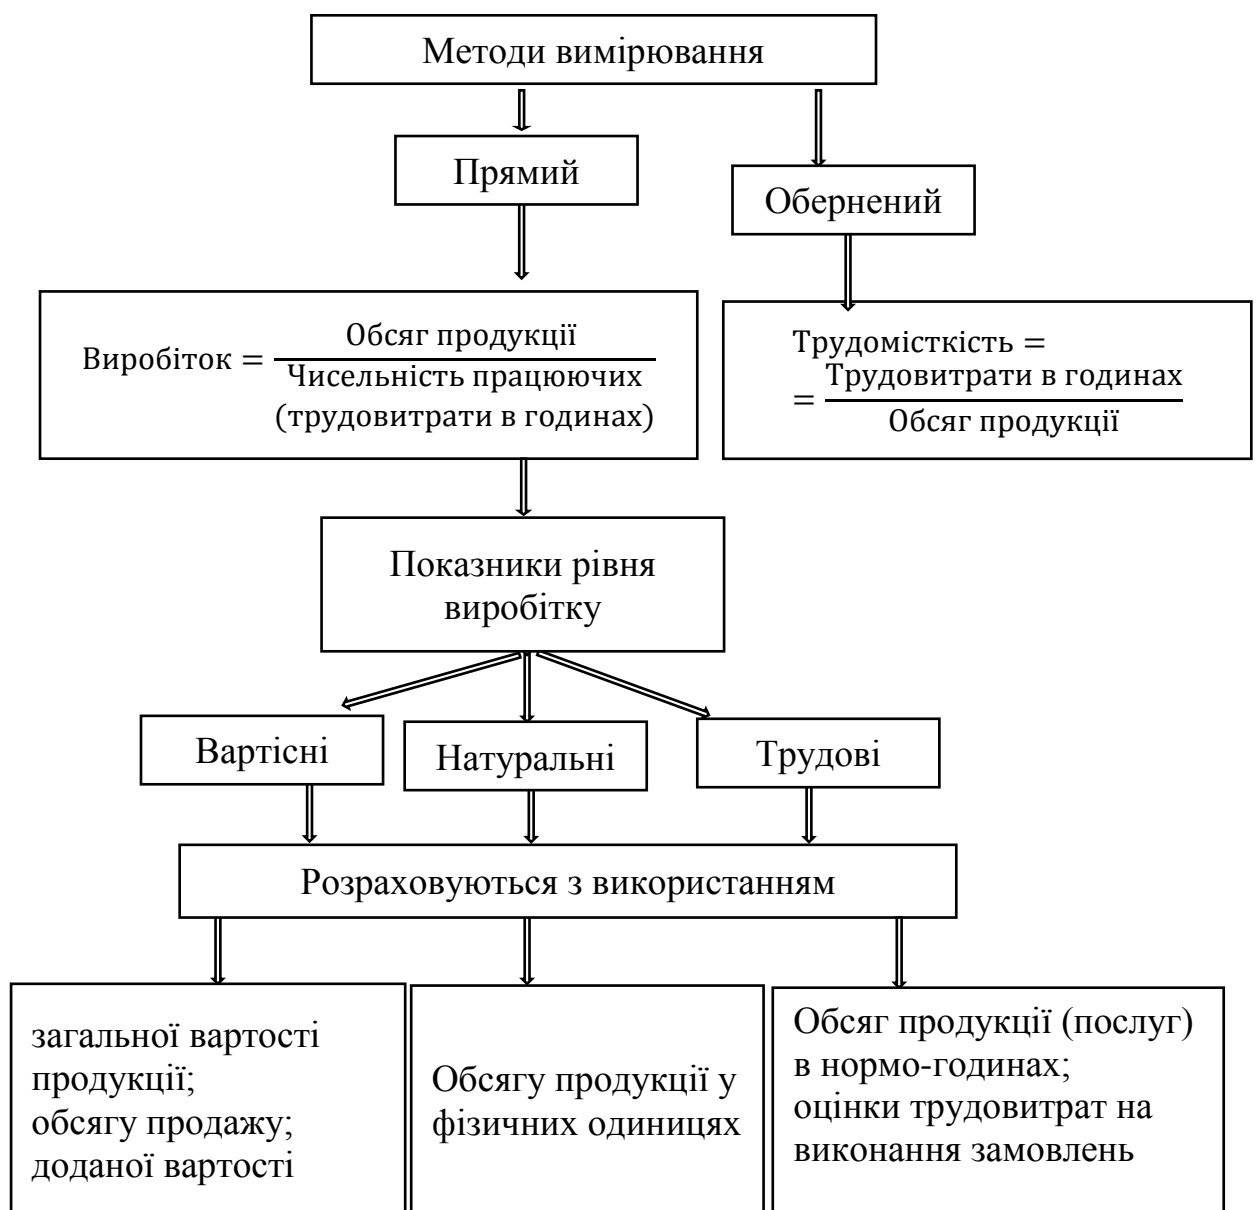 Методи вимірювання
Прямий
Обернений
Виробіток = Обсяг продукції
Чисельність працюючих
(трудовитрати в годинах)
Трудомісткість =
= Трудовитрати в годинах
Обсяг продукції
Показники рівня
виробітку
Вартісні
Натуральні
Трудові
Розраховуються з використанням
загальної вартості
продукції;
обсягу продажу;
доданої вартості
Обсягу продукції у
фізичних одиницях
Обсяг продукції (послуг)
в нормо-годинах;
оцінки трудовитрат на
виконання замовлень